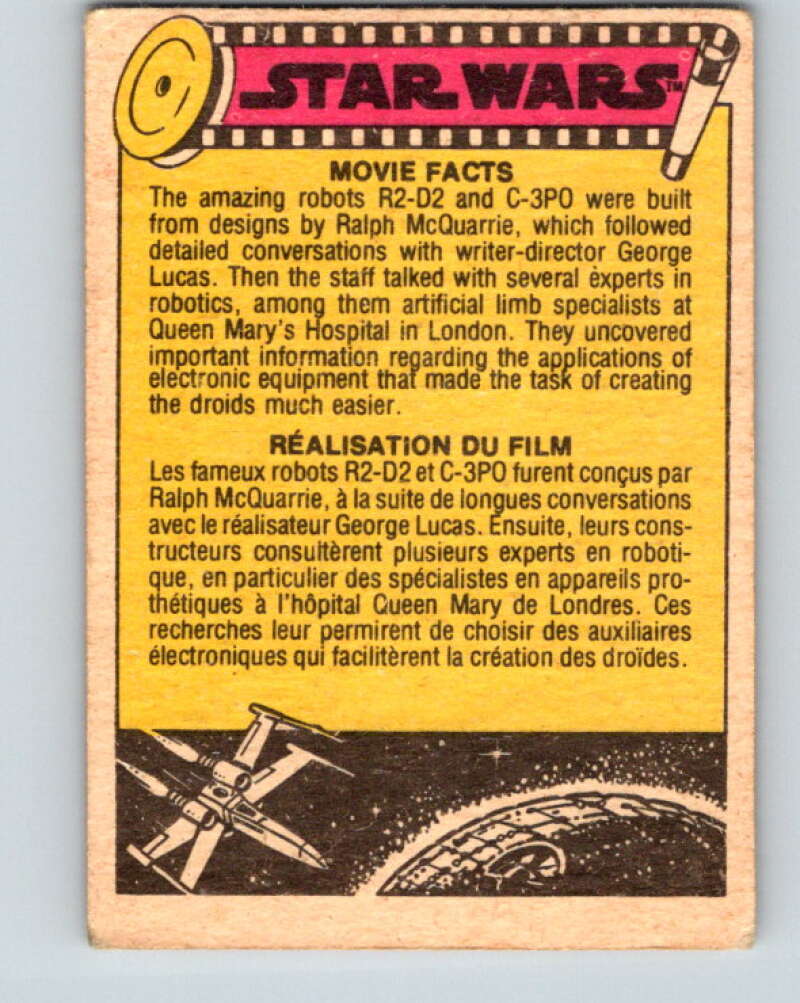 STAR WARS™
MOVIE FACTS
The amazing robots R2-D2 and C-3PO were built
from designs by Ralph McQuarrie, which followed
detailed conversations with writer-director George
Lucas. Then the staff talked with several experts in
robotics, among them artificial limb specialists at
Queen Mary's Hospital in London. They uncovered
important information regarding the applications of
electronic equipment that made the task of creating
the droids much easier.
RÉALISATION DU FILM
Les fameux robots R2-D2 et C-3PO furent conçus par
Ralph McQuarrie, à la suite de longues conversations
avec le réalisateur George Lucas. Ensuite, leurs cons-
tructeurs consultèrent plusieurs experts en roboti-
que, en particulier des spécialistes en appareils pro-
thétiques à l'hôpital Queen Mary de Londres. Ces
recherches leur permirent de choisir des auxiliaires
électroniques qui facilitèrent la création des droïdes.